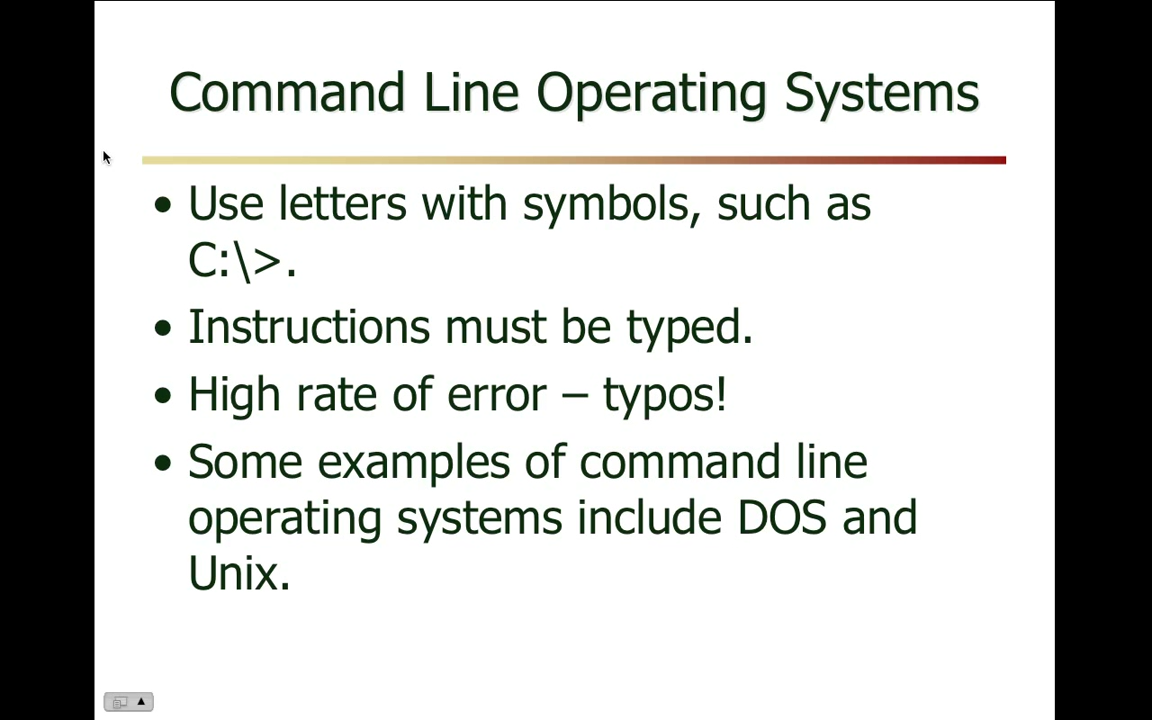 Command Line Operating Systems
• Use letters with symbols, such as
C:\>.
• Instructions must be typed.
• High rate of error – typos!
• Some examples of command line
operating systems include DOS and
Unix.